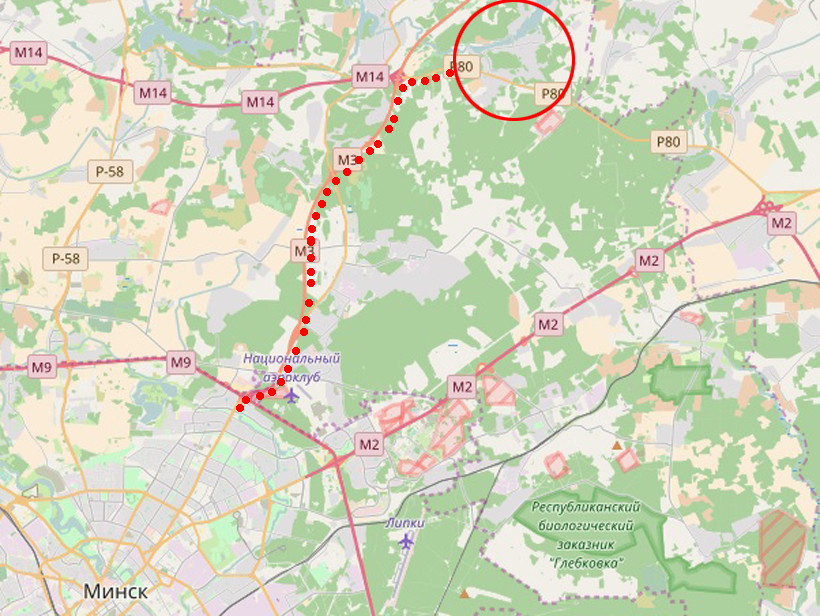 M14
M14
M14
M14
P80
P80
P80
M3
P-58
M3
P-58
M2
M2
M2
M2
M2
M9
M9
Национальный
аэроклуб
Республиканский
биологический
заказник
"Глебковка"
Липки
Минск